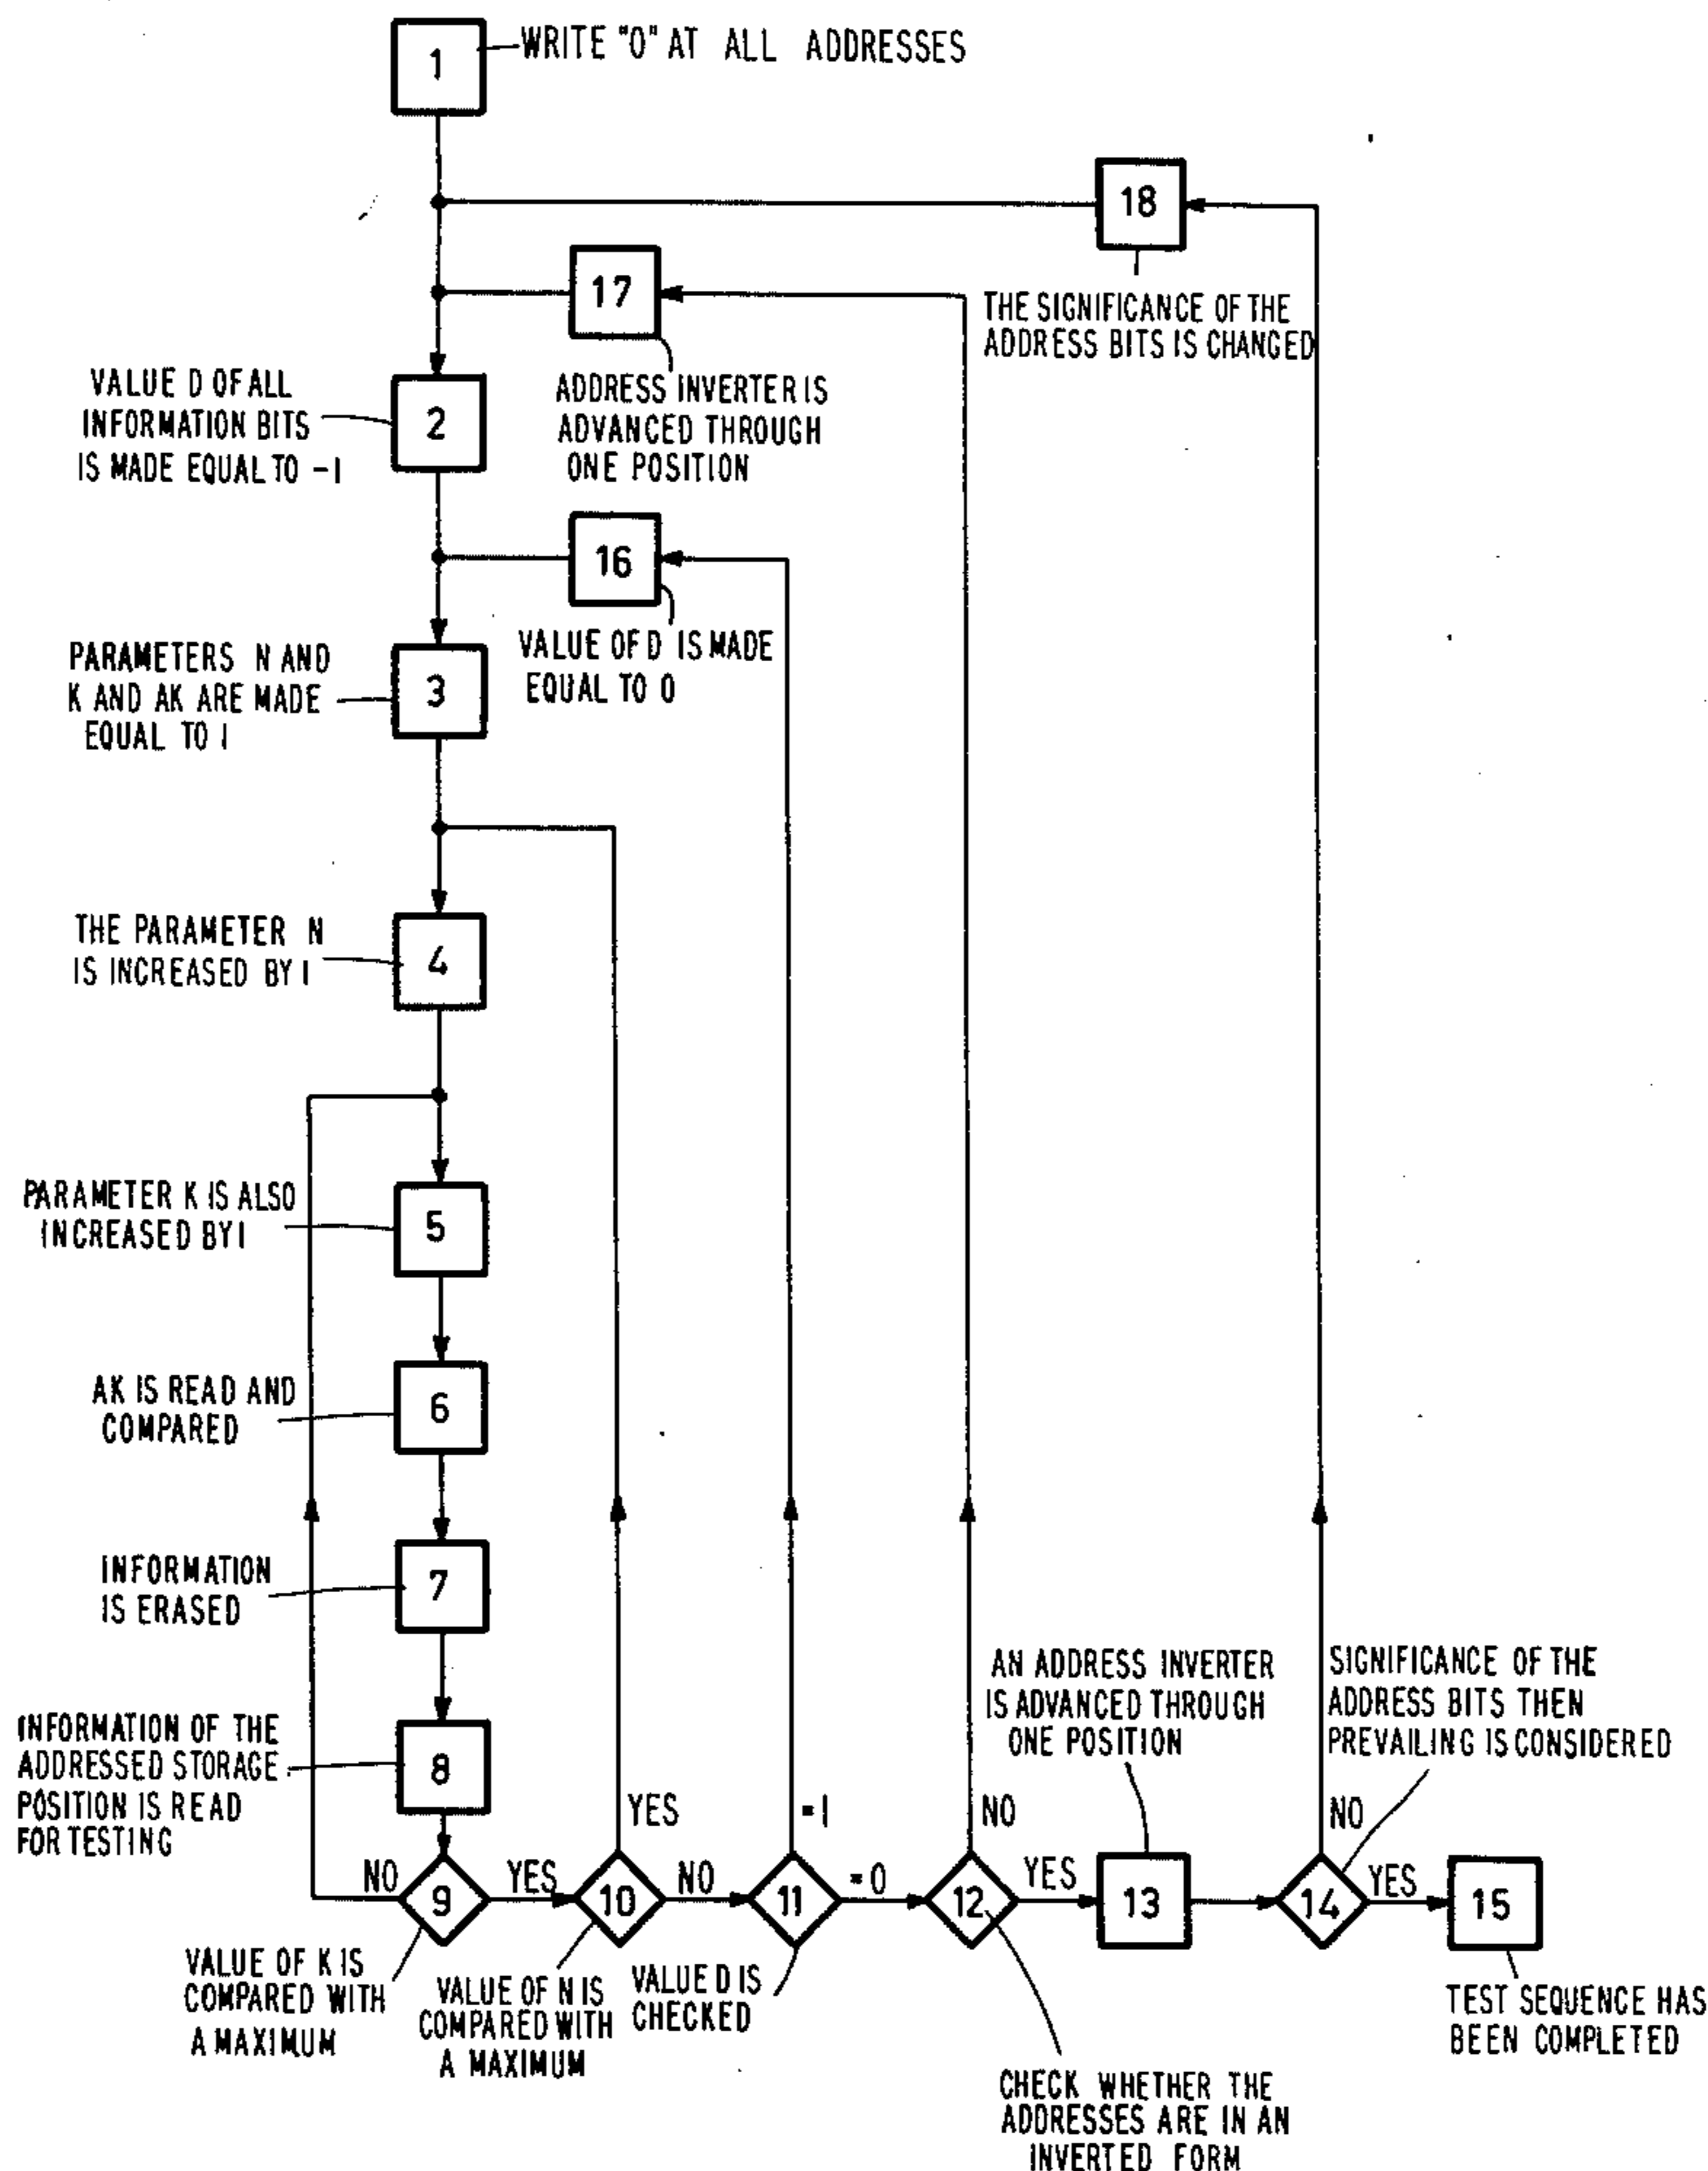 1
WRITE "0" AT ALL ADDRESSES
18
THE SIGNIFICANCE OF THE
ADDRESS BITS IS CHANGED
17
ADDRESS INVERTER IS
ADVANCED THROUGH
ONE POSITION
VALUE D OF ALL
INFORMATION BITS
IS MADE EQUAL TO -1
2
16
VALUE OF D IS MADE
EQUAL TO 0
PARAMETERS N AND
K AND AK ARE MADE
EQUAL TO 1
3
THE PARAMETER N
IS INCREASED BY 1
4
PARAMETER K IS ALSO
INCREASED BY 1
5
AK IS READ AND
COMPARED
6
INFORMATION
IS ERASED
7
INFORMATION OF THE
ADDRESSED STORAGE
POSITION IS READ
FOR TESTING
8
AN ADDRESS INVERTER
IS ADVANCED THROUGH
ONE POSITION
SIGNIFICANCE OF THE
ADDRESS BITS THEN
PREVAILING IS CONSIDERED
NO
9
YES
YES
10
NO
=1
11
=0
NO
12
YES
13
NO
14
YES
15
VALUE OF K IS
COMPARED WITH
A MAXIMUM
VALUE OF N IS
COMPARED WITH
A MAXIMUM
VALUE D IS
CHECKED
CHECK WHETHER THE
ADDRESSES ARE IN AN
INVERTED FORM
TEST SEQUENCE HAS
BEEN COMPLETED